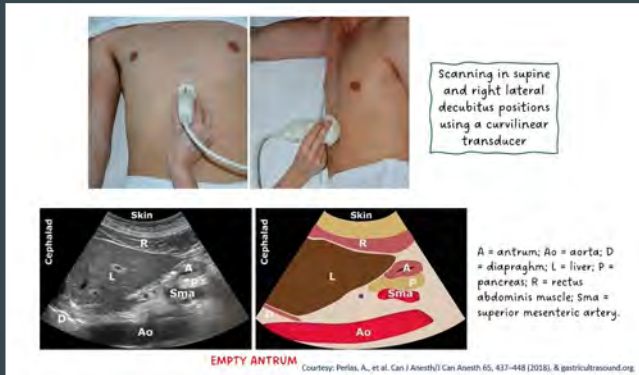 Scanning in supine
and right lateral
decubitus positions
using a curvilinear
transducer
Cephalad
Skin
R
L
A
P
Sma
D
Ao
Cephalad
Skin
R
L
A
P
Sma
D
Ao
A = antrum; Ao = aorta; D
= diapraghm; L = liver; P =
pancreas; R = rectus
abdominis muscle; Sma =
superior mesenteric artery.
EMPTY ANTRUM
Courtesy: Perlas, A., et al. Can J Anesth/J Can Anesth 65, 437–448 (2018). & gastricultrasound.org